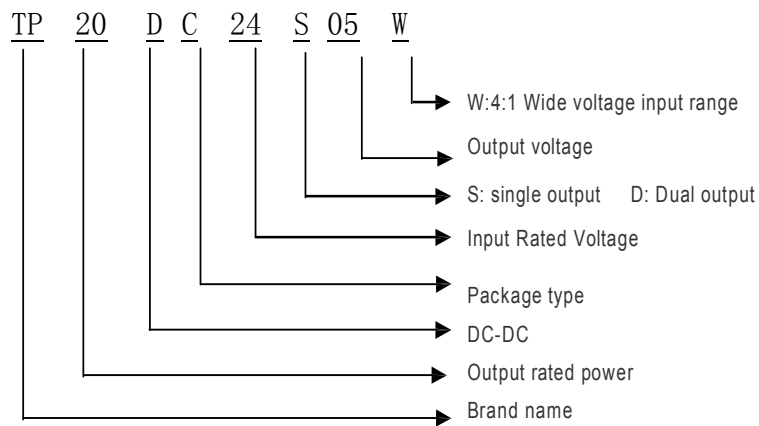 TP 20 D C 24 S 05 W
W:4:1 Wide voltage input range
Output voltage
S: single output D: Dual output
Input Rated Voltage
Package type
DC-DC
Output rated power
Brand name